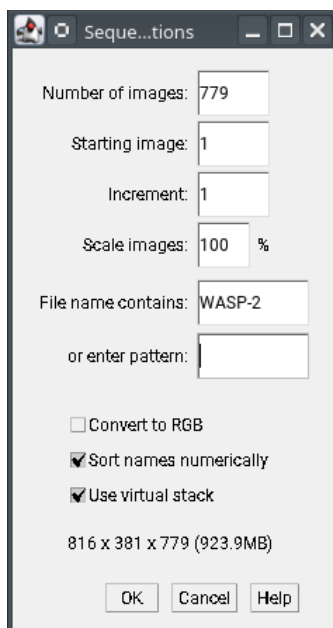 Seque...tions
Number of images: 779
Starting image: 1
Increment: 1
Scale images: 100 %
File name contains: WASP-2
or enter pattern:
Convert to RGB
Sort names numerically
Use virtual stack
816 x 381 x 779 (923.9MB)
OK Cancel Help